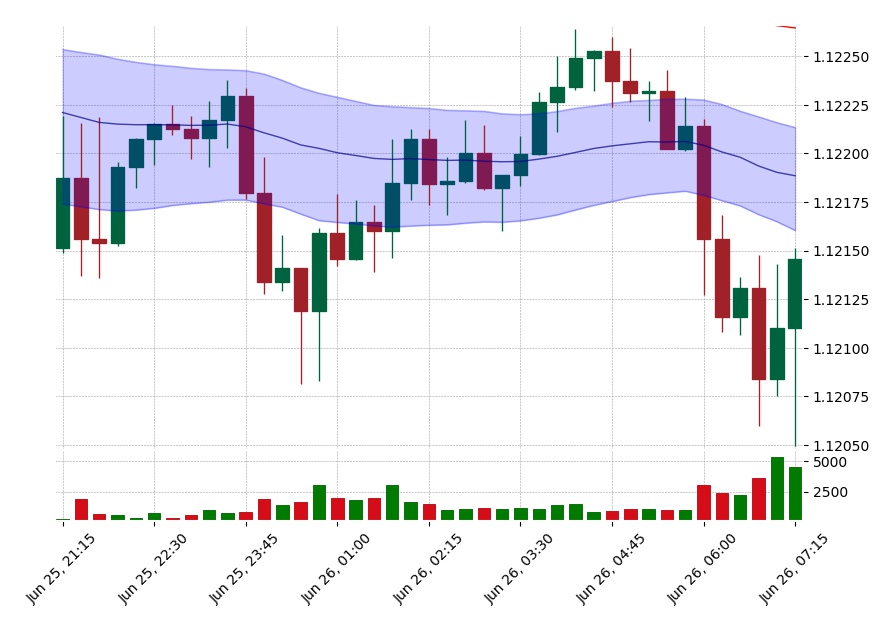 1.12250
1.12225
1.12200
1.12175
1.12150
1.12125
1.12100
1.12075
1.12050
5000
2500
Jun 25, 21:15
Jun 25, 22:30
Jun 25, 23:45
Jun 26, 01:00
Jun 26, 02:15
Jun 26, 03:30
Jun 26, 04:45
Jun 26, 06:00
Jun 26, 07:15